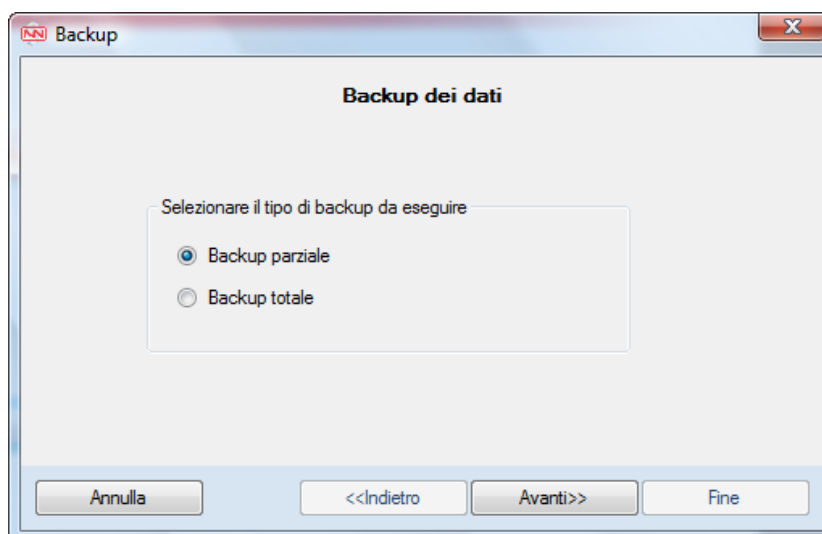 Backup
Backup dei dati
Selezionare il tipo di backup da eseguire
Backup parziale
Backup totale
Annulla
<<Indietro
Avanti>>
Fine